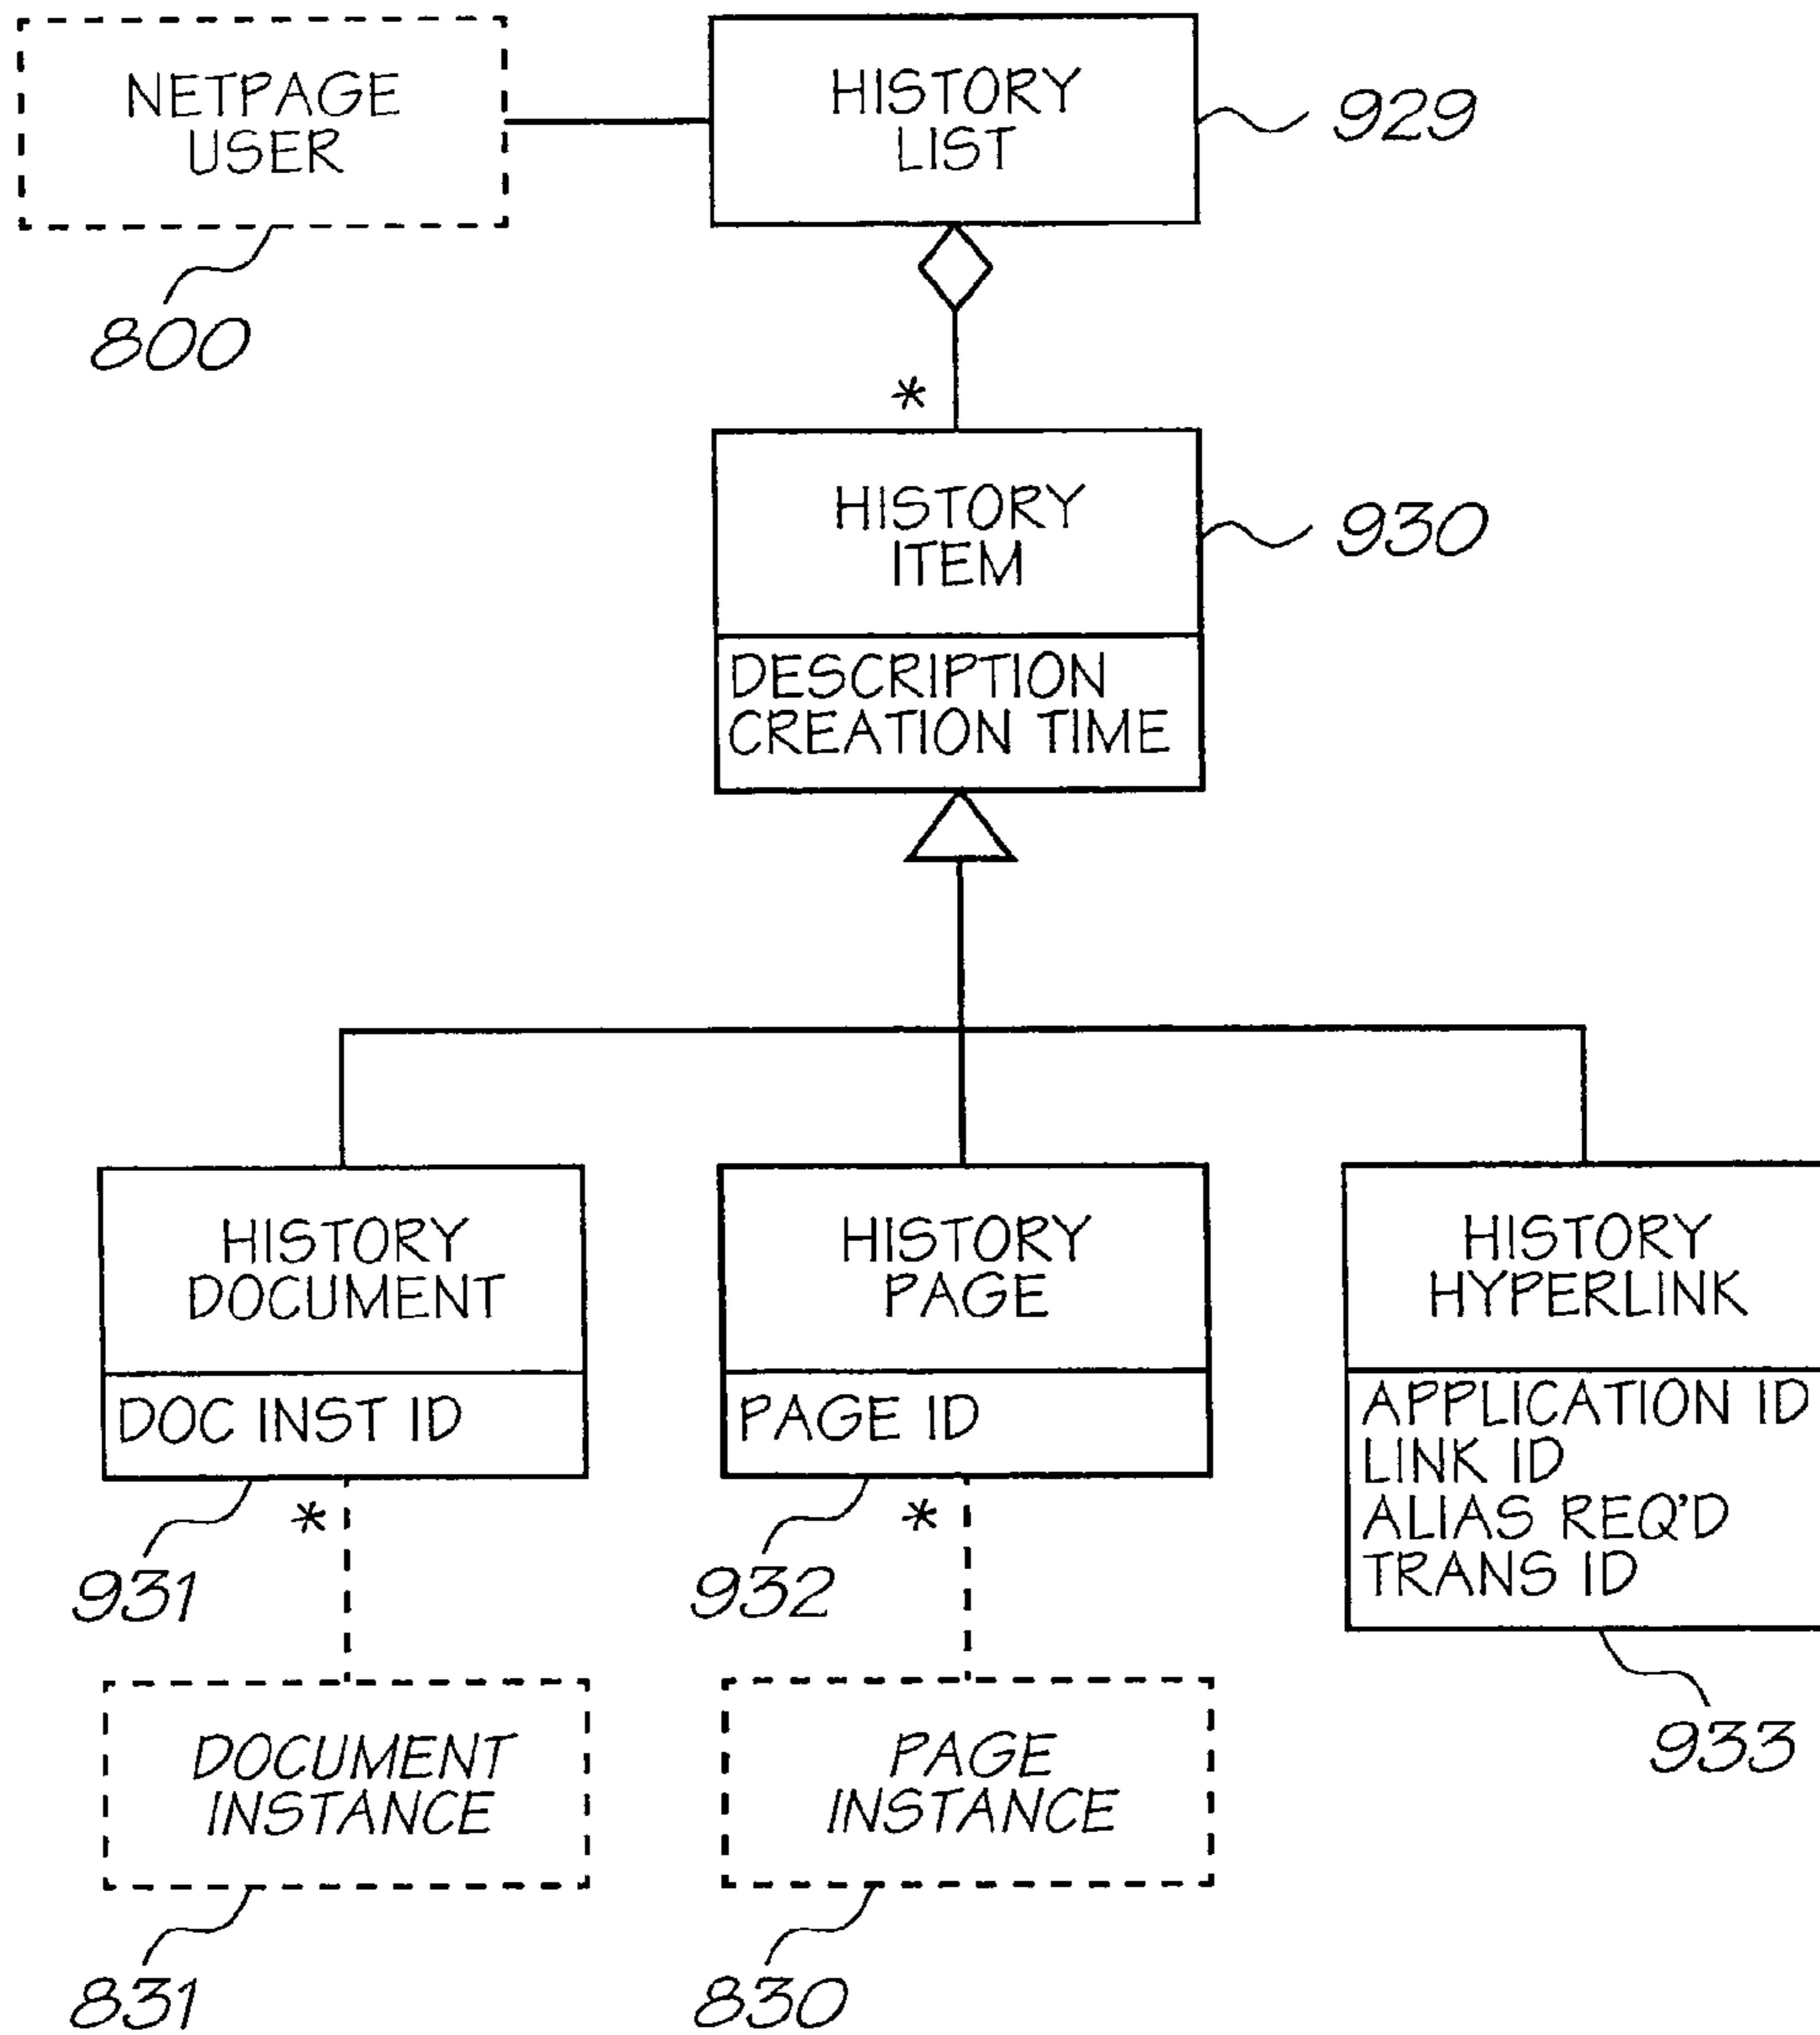 NETPAGE
USER
800
HISTORY
LIST
929
*
HISTORY
ITEM
930
DESCRIPTION
CREATION TIME
HISTORY
DOCUMENT
DOC INST ID
931
*
HISTORY
PAGE
PAGE ID
932
*
HISTORY
HYPERLINK
APPLICATION ID
LINK ID
ALIAS REQ'D
TRANS ID
933
DOCUMENT
INSTANCE
831
PAGE
INSTANCE
830